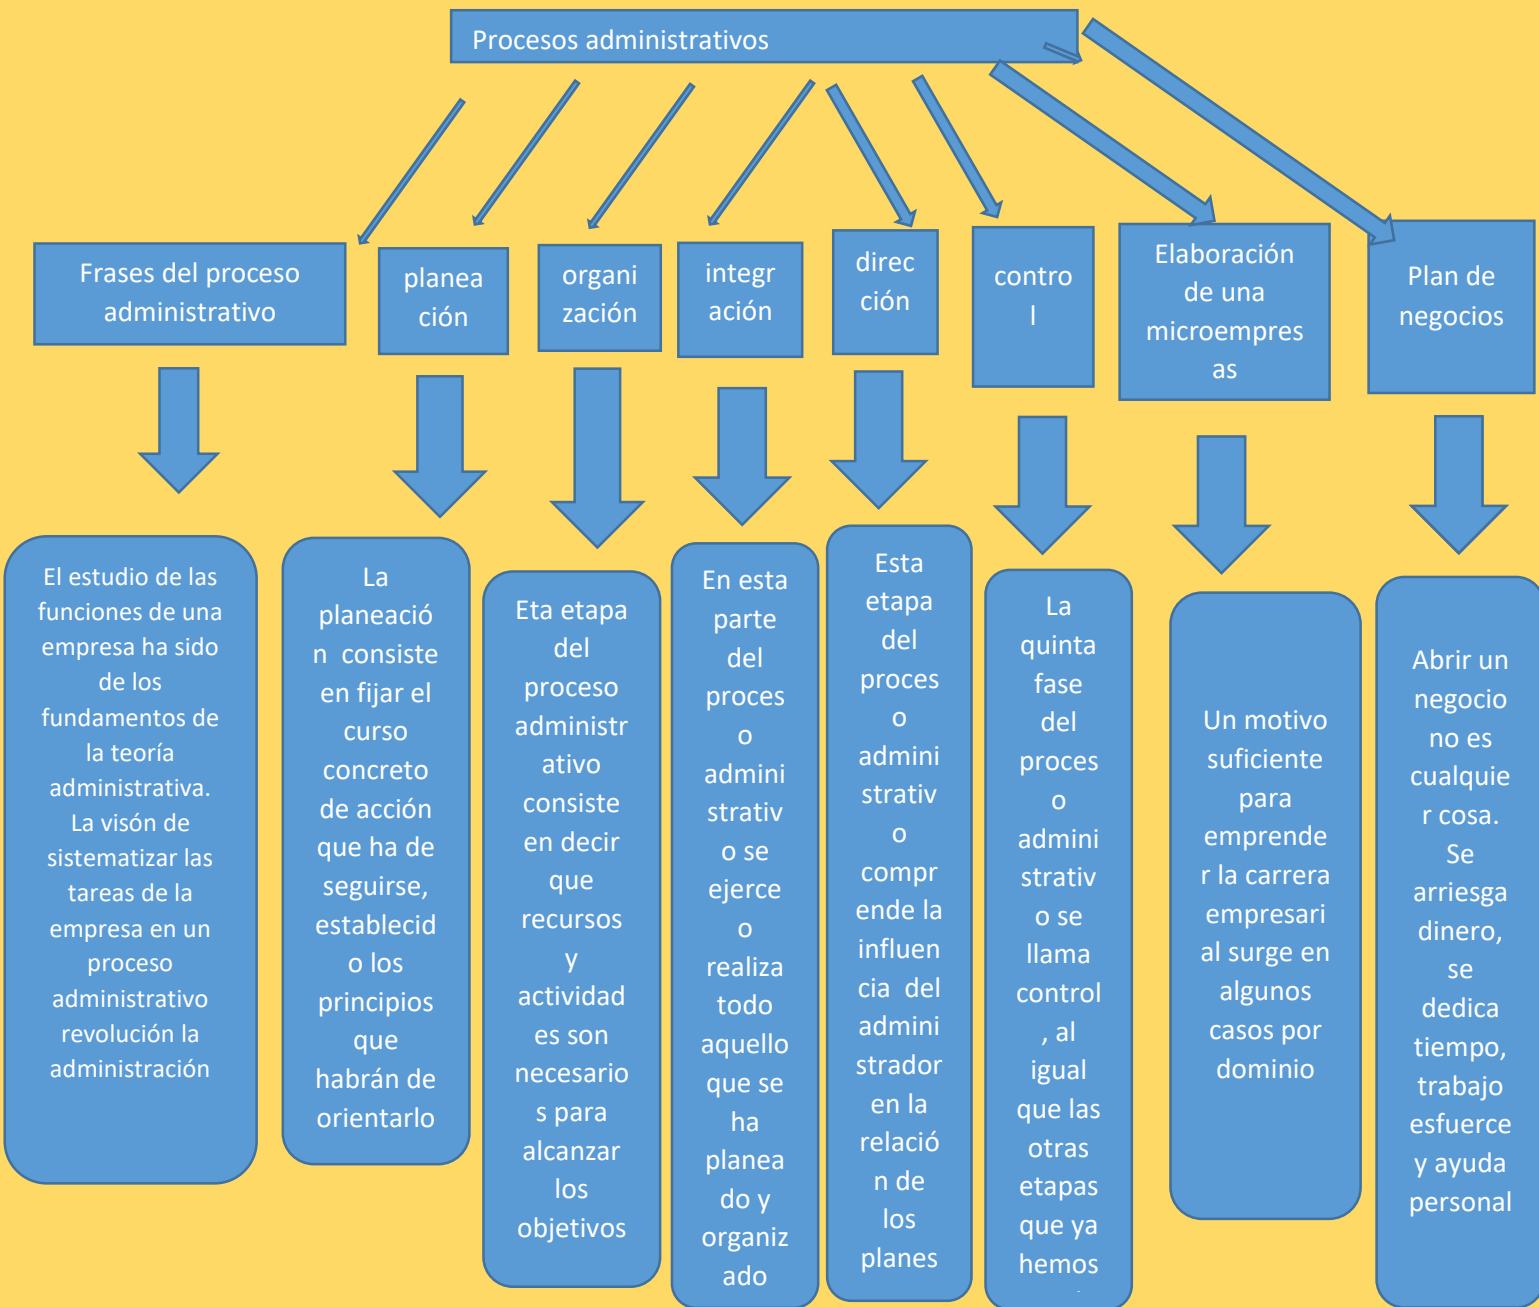 Procesos administrativos
Frases del proceso
administrativo
planea
ción
organi
zación
integr
ación
direc
ción
contro
l
Elaboración
de una
microempres
as
Plan de
negocios
El estudio de las
funciones de una
empresa ha sido
de los
fundamentos de
la teoría
administrativa.
La visón de
sistematizar las
tareas de la
empresa en un
proceso
administrativo
revolución la
administración
La
planeació
n consiste
en fijar el
curso
concreto
de acción
que ha de
seguirse,
establecid
o los
principios
que
habrán de
orientarlo
Eta etapa
del
proceso
administr
ativo
consiste
en decir
que
recursos
y
actividad
es son
necesario
s para
alcanzar
los
objetivos
En esta
parte
del
proces
o
admini
strativ
o se
ejerce
o
realiza
todo
aquello
que se
ha
planea
do y
organiz
ado
Esta
etapa
del
proces
o
admini
strativ
o
compr
ende la
influen
cia del
admini
strador
en la
relació
n de
los
planes
La
quinta
fase
del
proces
o
admini
strativ
o se
llama
control
, al
igual
que las
otras
etapas
que ya
hemos
Un motivo
suficiente
para
emprende
r la carrera
empresari
al surge en
algunos
casos por
dominio
Abrir un
negocio
no es
cualquie
r cosa.
Se
arriesga
dinero,
se
dedica
tiempo,
trabajo
esfuerce
y ayuda
personal